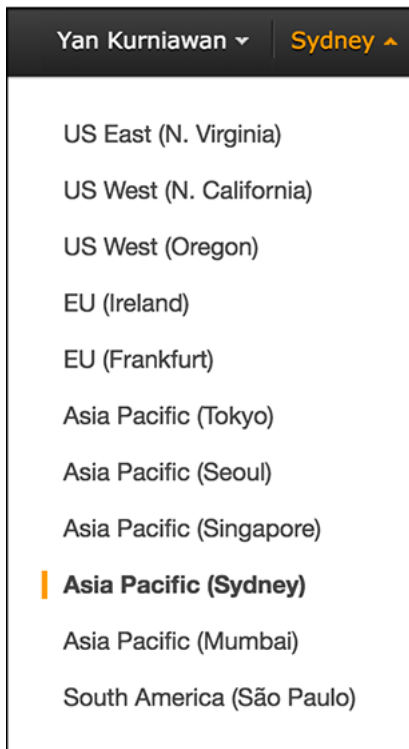 Yan Kurniawan Sydney
US East (N. Virginia)
US West (N. California)
US West (Oregon)
EU (Ireland)
EU (Frankfurt)
Asia Pacific (Tokyo)
Asia Pacific (Seoul)
Asia Pacific (Singapore)
Asia Pacific (Sydney)
Asia Pacific (Mumbai)
South America (São Paulo)